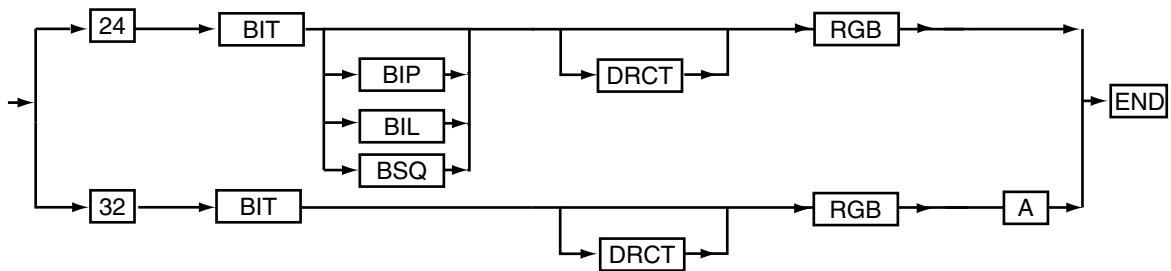 24 BIT RGB
BIP DRCT
BIL
BSQ
END
32 BIT RGB A
DRCT